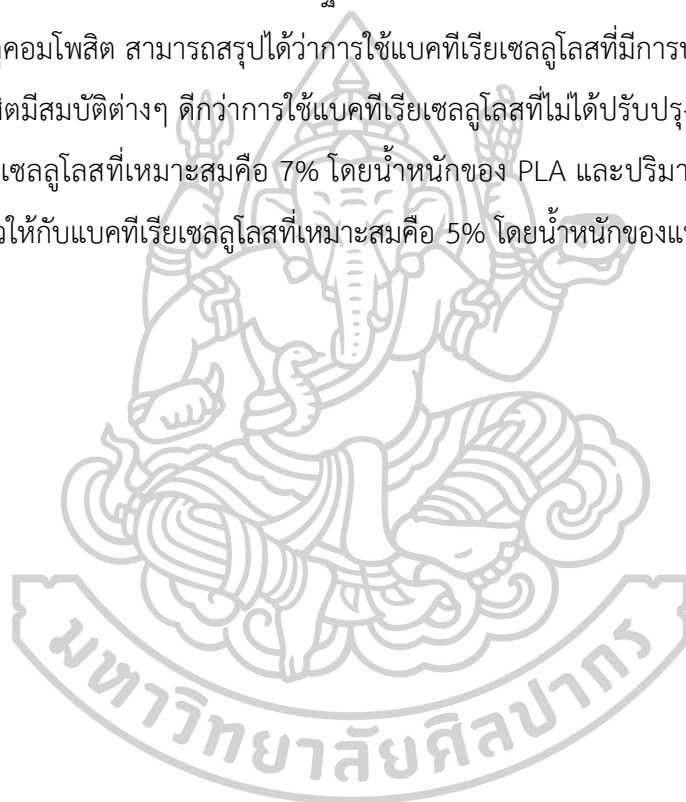 คอมโพสิต สามารถสรุปได้ว่าการใช้แบคทีเรียเซลลูโลสที่มีการ
มีสมบัติต่างๆ ดีกว่าการใช้แบคทีเรียเซลลูโลสที่ไม่ได้ปรับปรุง
เซลลูโลสที่เหมาะสมคือ 7% โดยน้ำหนักของ PLA และปริมา
ให้กับแบคทีเรียเซลลูโลสที่เหมาะสมคือ 5% โดยน้ำหนักของ
มหาวิทยาลัยศิลปากร